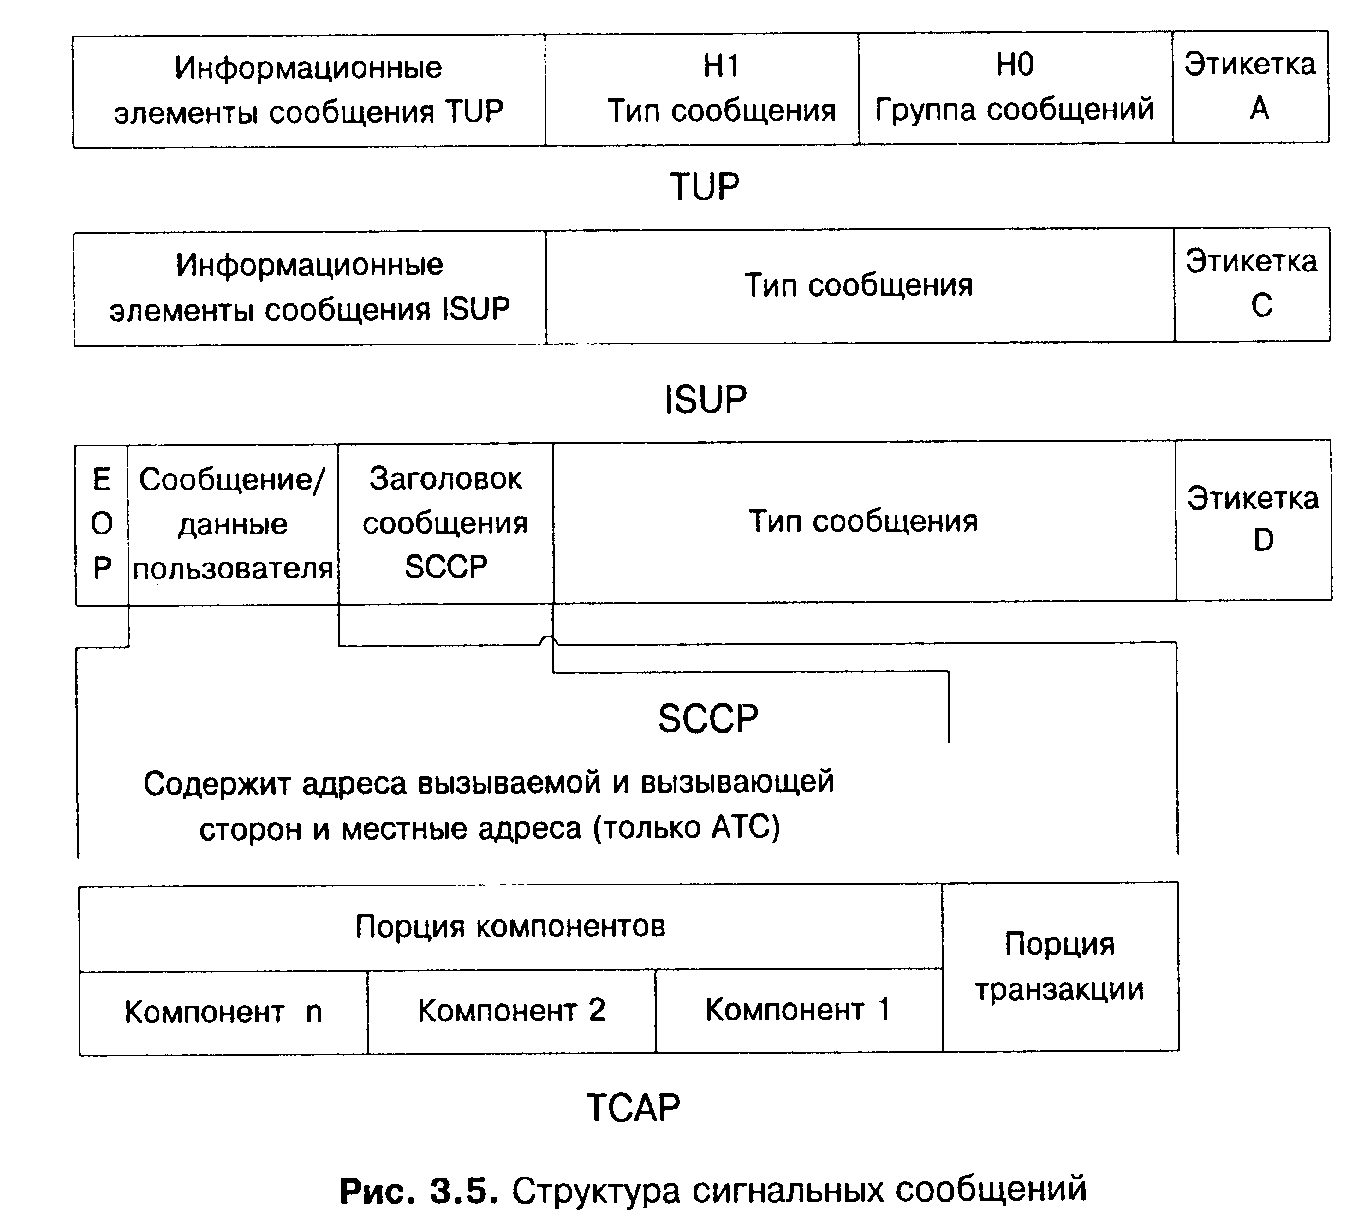 Информационные
элементы сообщения TUP
H1
Тип сообщения
H0
Группа сообщений
Этикетка
A
TUP
Информационные
элементы сообщения ISUP
Тип сообщения
Этикетка
C
ISUP
E
O
P
Сообщение/
данные
пользователя
Заголовок
сообщения
SCCP
Тип сообщения
Этикетка
D
SCCP
Содержит адреса вызываемой и вызывающей
сторон и местные адреса (только АТС)
Порция компонентов
Порция
транзакции
Компонент n
Компонент 2
Компонент 1
TCAP
Рис. 3.5. Структура сигнальных сообщений